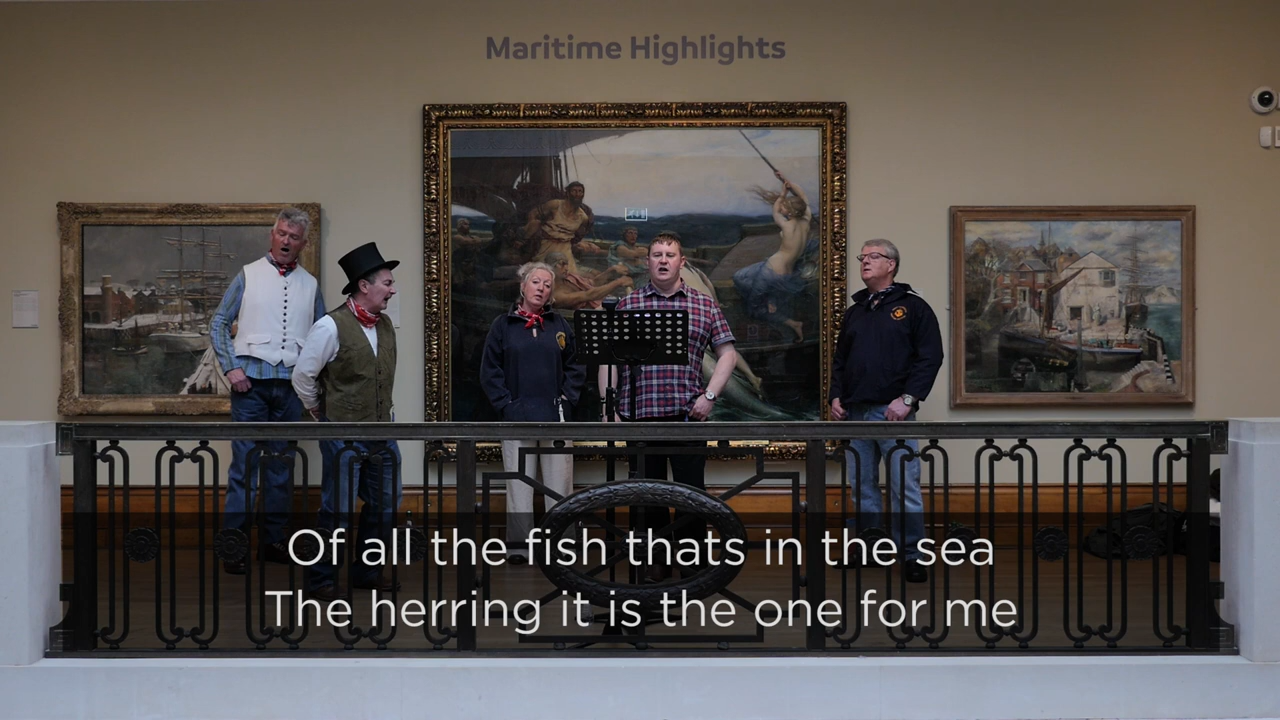 Maritime Highlights
Of all the fish thats in the sea
The herring it is the one for me